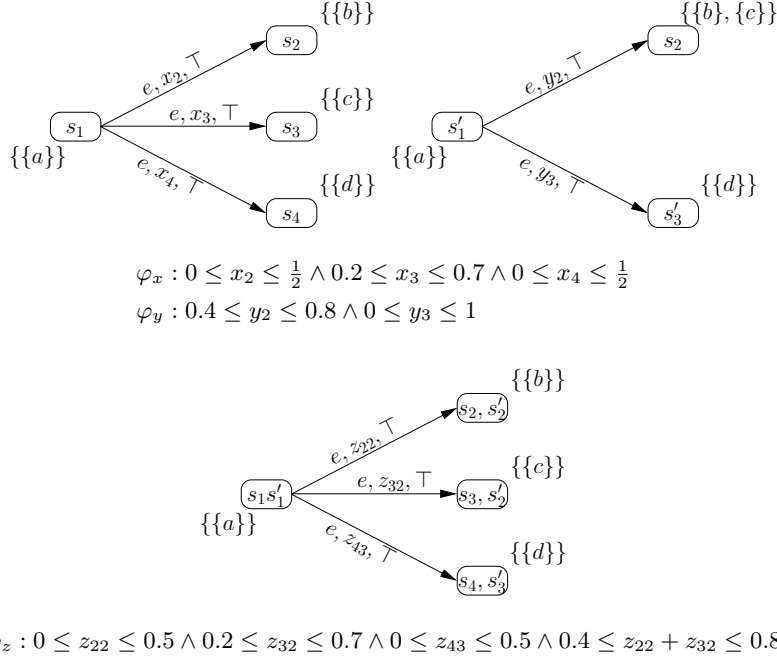 {{b}}
{{b}, {c}}
s₂
s₂
e, x₂, ⊤
e, y₂, ⊤
{{c}}
s₁
e, x₃, ⊤
s₃
s′₁
{{a}}
{{a}}
e, x₄, ⊤
e, y₃, ⊤
{{d}}
{{d}}
s₄
s′₃
φₓ : 0 ≤ x₂ ≤ 1/2 ∧ 0.2 ≤ x₃ ≤ 0.7 ∧ 0 ≤ x₄ ≤ 1/2
φ_y : 0.4 ≤ y₂ ≤ 0.8 ∧ 0 ≤ y₃ ≤ 1
{{b}}
s₂, s′₂
e, z₂₂, ⊤
{{c}}
s₁s′₁
e, z₃₂, ⊤
s₃, s′₂
{{a}}
e, z₄₃, ⊤
{{d}}
s₄, s′₃
φ_z : 0 ≤ z₂₂ ≤ 0.5 ∧ 0.2 ≤ z₃₂ ≤ 0.7 ∧ 0 ≤ z₄₃ ≤ 0.5 ∧ 0.4 ≤ z₂₂ + z₃₂ ≤ 0.8